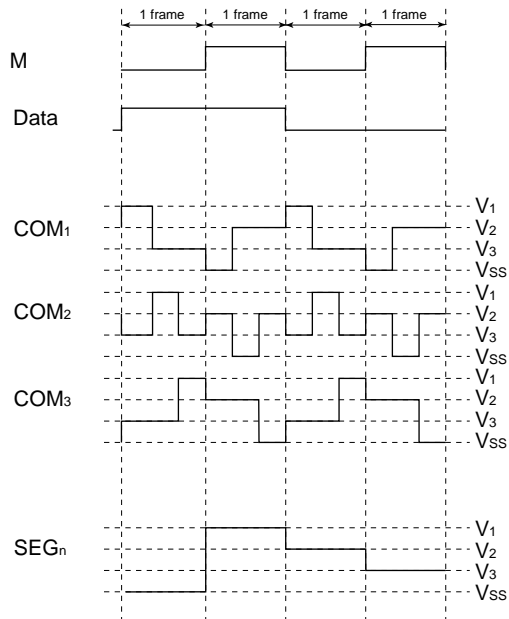 1 frame 1 frame 1 frame 1 frame
M
Data
V1
COM1 V2
V3
VSS
V1
COM2 V2
V3
VSS
V1
COM3 V2
V3
VSS
V1
SEGn V2
V3
VSS